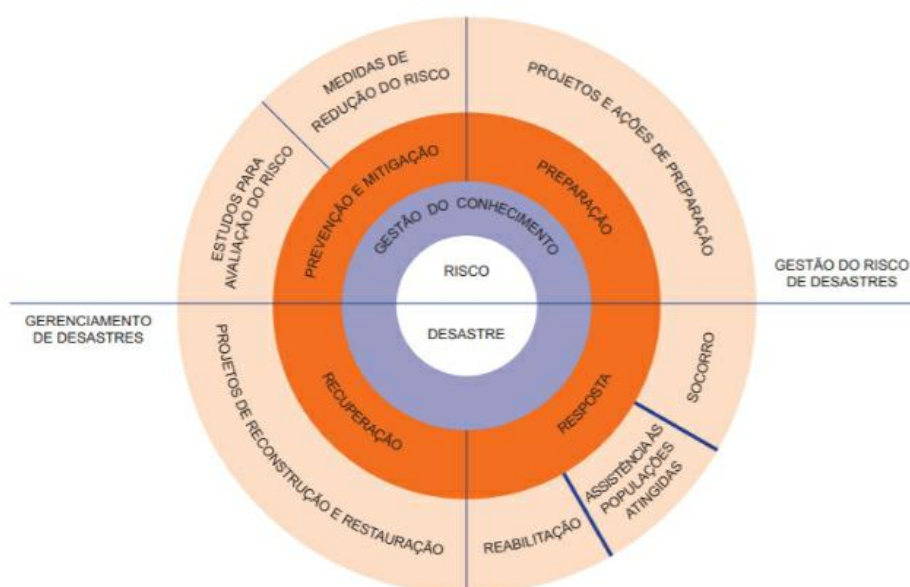 MEDIDAS DE
REDUÇÃO DO RISCO
PROJETOS E AÇÕES DE PREPARAÇÃO
ESTUDOS PARA
AVALIAÇÃO DO RISCO
PREVENÇÃO E MITIGAÇÃO
PREPARAÇÃO
GESTÃO DO CONHECIMENTO
RISCO
GESTÃO DO RISCO
DE DESASTRES
GERENCIAMENTO
DE DESASTRES
DESASTRE
PROJETOS DE RECONSTRUÇÃO E RESTAURAÇÃO
RECUPERAÇÃO
RESPOSTA
SOCORRO
ASSISTÊNCIA ÀS
POPULAÇÕES
ATINGIDAS
REABILITAÇÃO